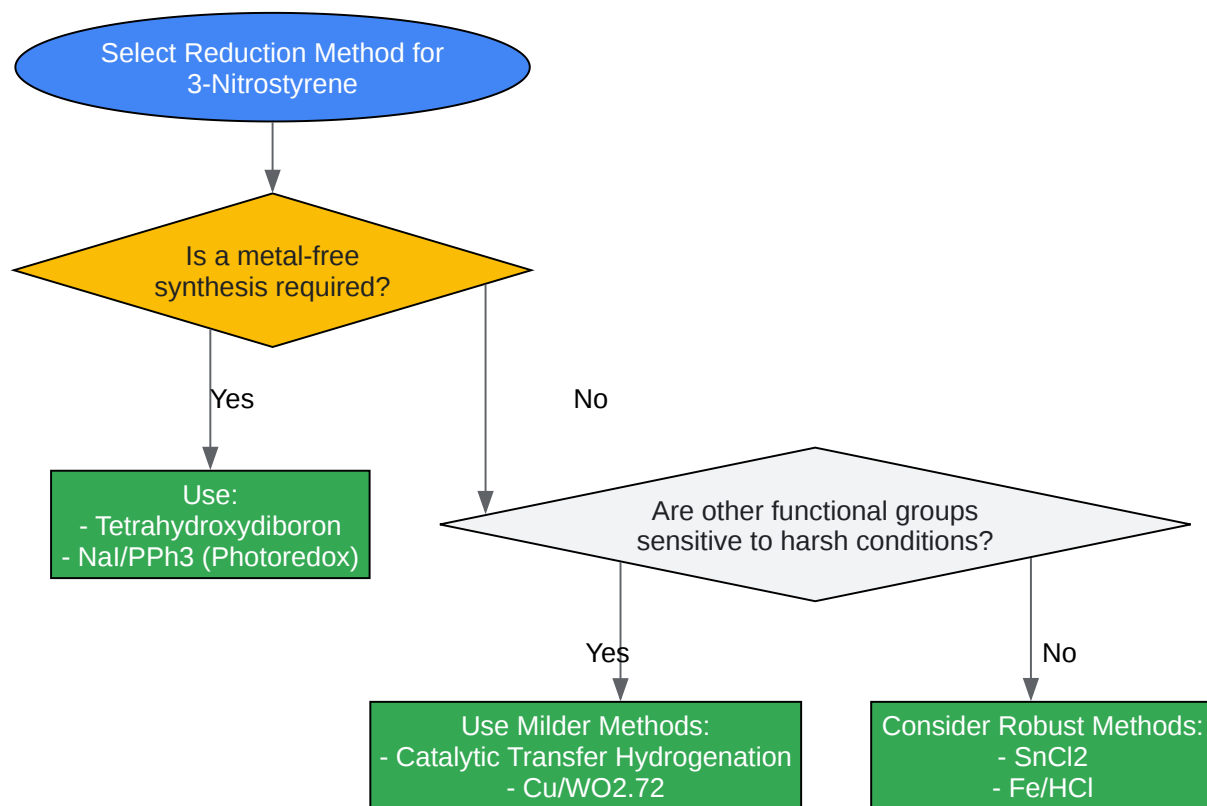 Select Reduction Method for
3-Nitrostyrene
Is a metal-free
synthesis required?
Yes
No
Use:
- Tetrahydroxydiboron
- NaI/PPh3 (Photoredox)
Are other functional groups
sensitive to harsh conditions?
Yes
No
Use Milder Methods:
- Catalytic Transfer Hydrogenation
- Cu/WO2.72
Consider Robust Methods:
- SnCl2
- Fe/HCl